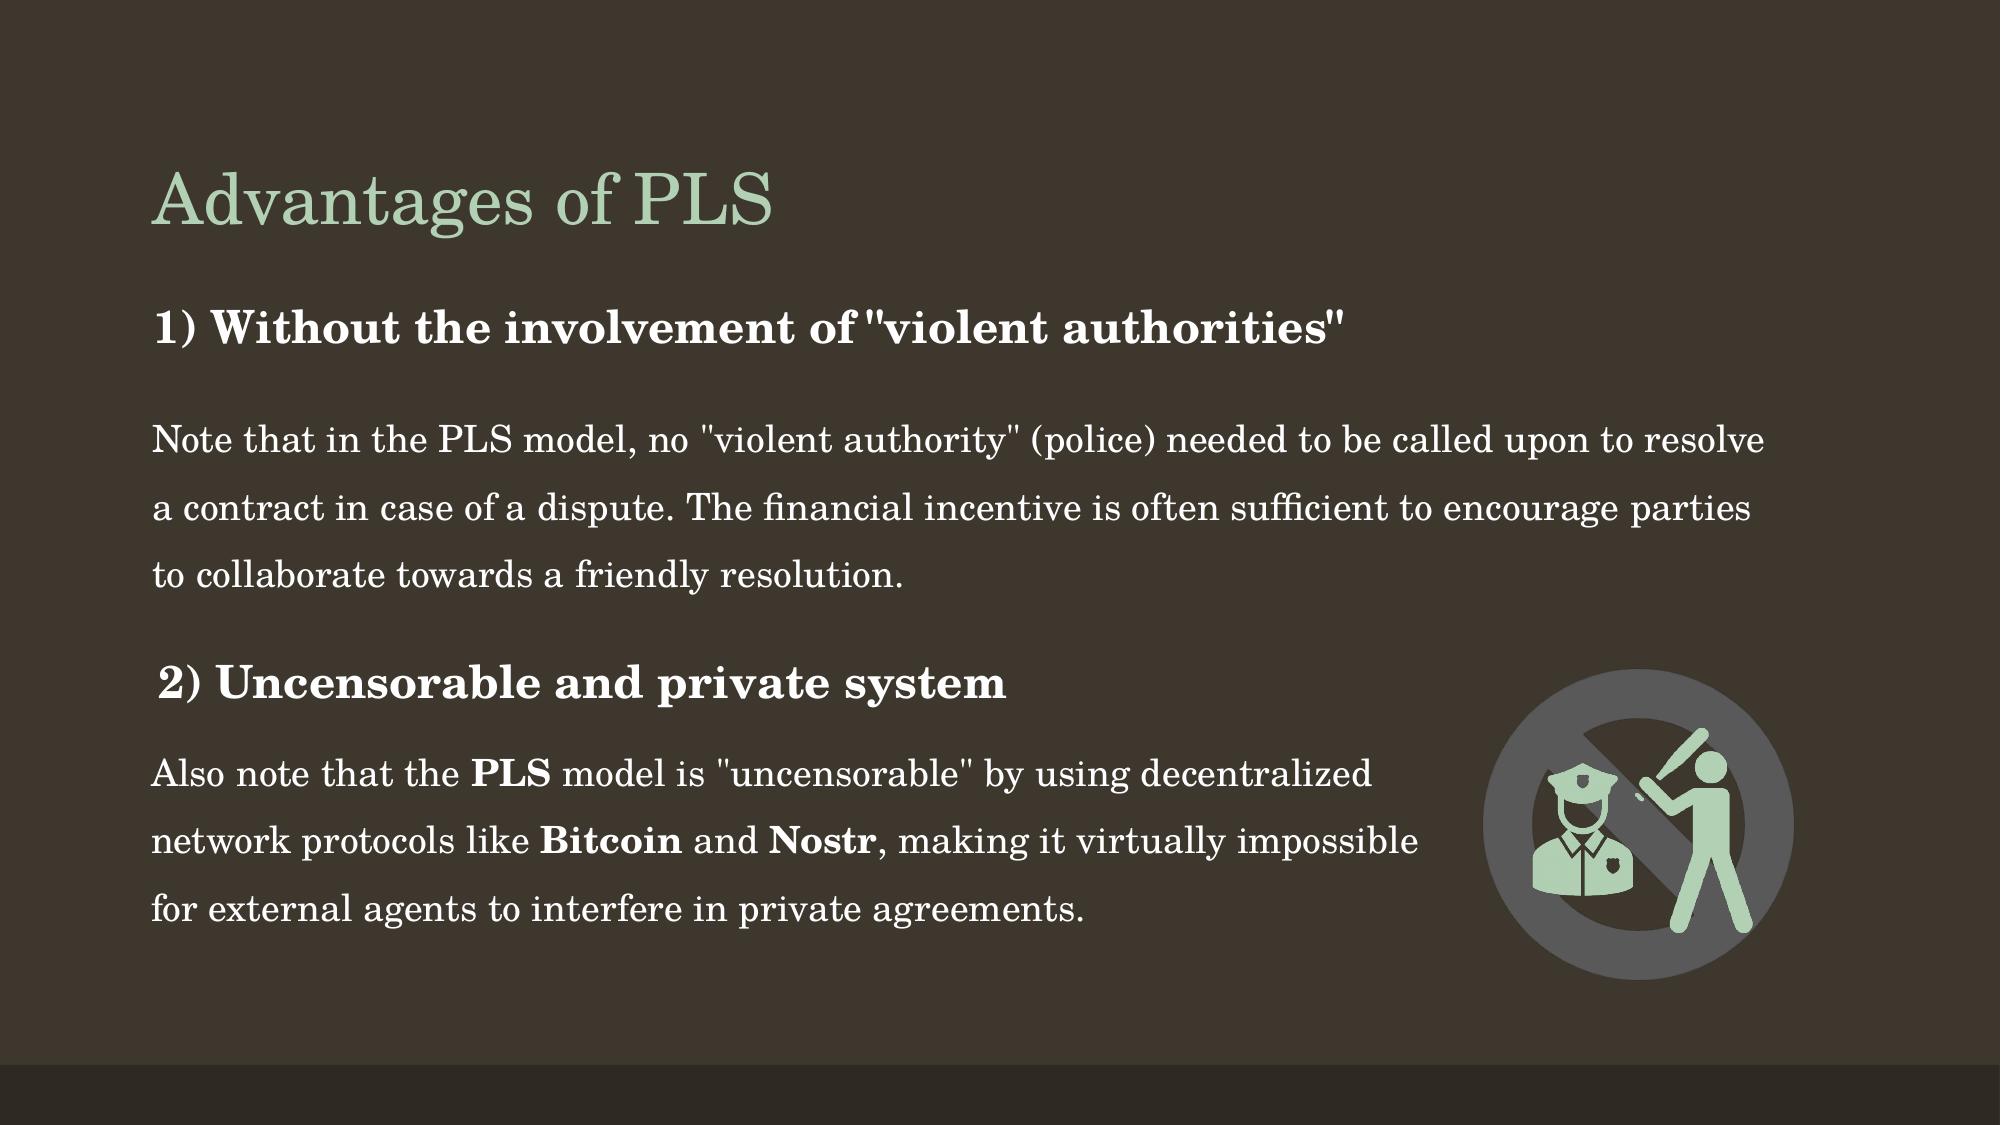 Advantages of PLS
1) Without the involvement of "violent authorities"
Note that in the PLS model, no "violent authority" (police) needed to be called upon to resolve
a contract in case of a dispute. The financial incentive is often sufficient to encourage parties
to collaborate towards a friendly resolution.
2) Uncensorable and private system
Also note that the PLS model is "uncensorable" by using decentralized
network protocols like Bitcoin and Nostr, making it virtually impossible
for external agents to interfere in private agreements.